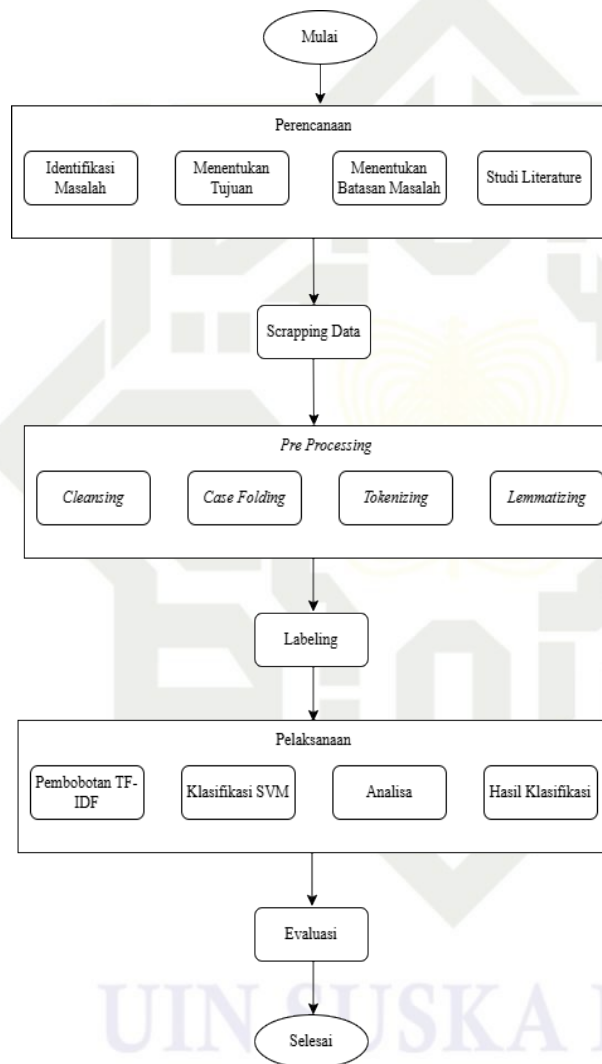 Mulai
Perencanaan
Identifikasi
Masalah
Menentukan
Tujuan
Menentukan
Batasan Masalah
Studi Literature
Scrapping Data
Pre Processing
Cleansing
Case Folding
Tokenizing
Lemmatizing
Labeling
Pelaksanaan
Pembobotan TF-
IDF
Klasifikasi SVM
Analisa
Hasil Klasifikasi
Evaluasi
Selesai
UIN SUSKA